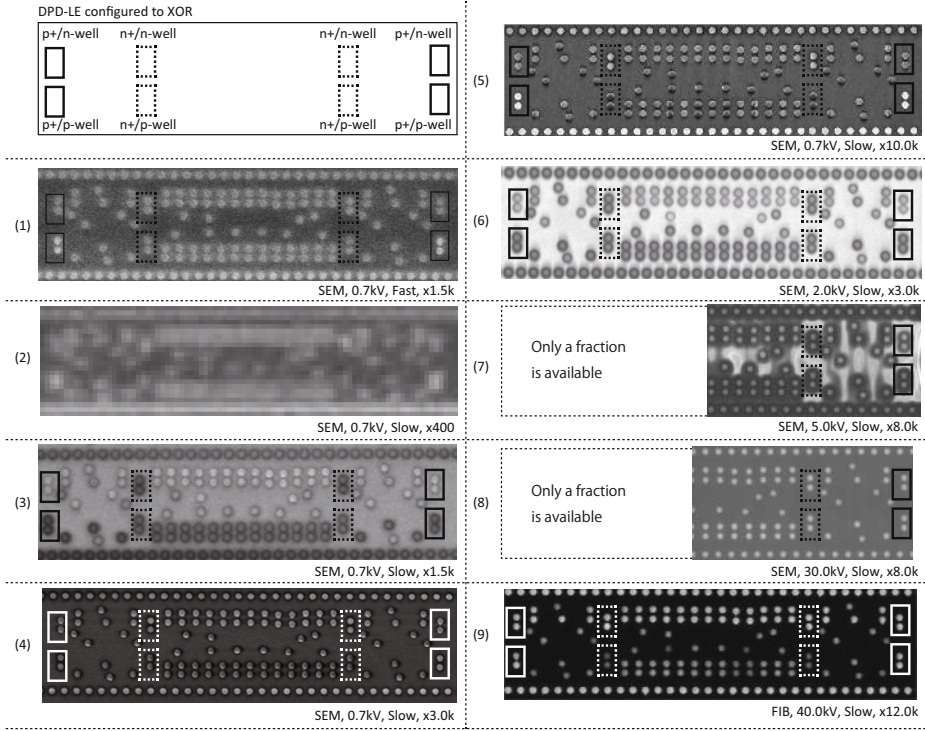 DPD-LE configured to XOR
p+/n-well n+/n-well n+/n-well p+/n-well
p+/p-well n+/p-well n+/p-well p+/p-well
(1)
SEM, 0.7kV, Fast, x1.5k
(2)
SEM, 0.7kV, Slow, x400
(3)
SEM, 0.7kV, Slow, x1.5k
(4)
SEM, 0.7kV, Slow, x3.0k
(5)
SEM, 0.7kV, Slow, x10.0k
(6)
SEM, 2.0kV, Slow, x3.0k
(7)
Only a fraction
is available
SEM, 5.0kV, Slow, x8.0k
(8)
Only a fraction
is available
SEM, 30.0kV, Slow, x8.0k
(9)
FIB, 40.0kV, Slow, x12.0k